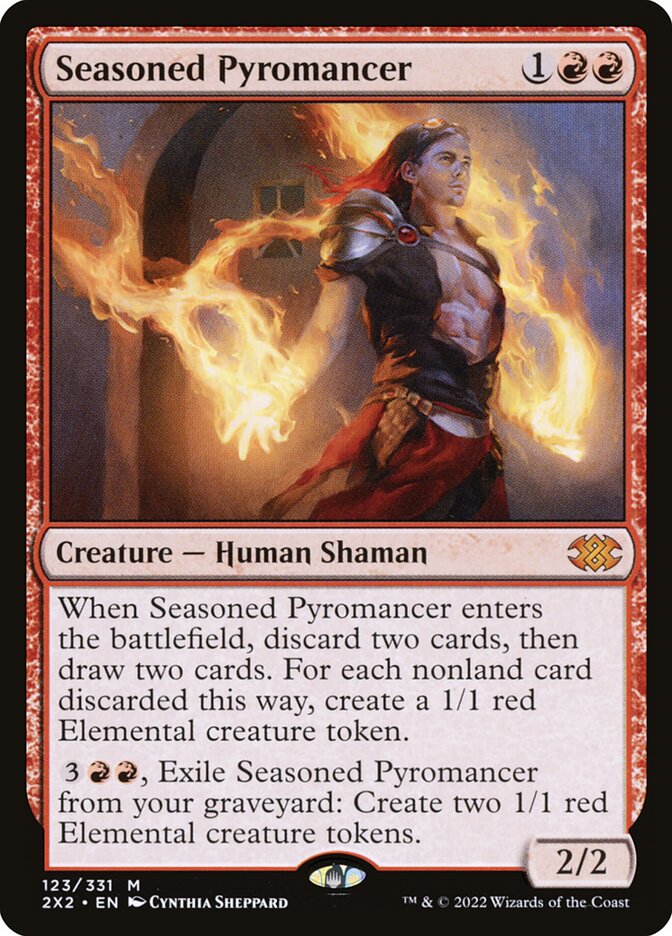 Seasoned Pyromancer 1
Creature — Human Shaman
When Seasoned Pyromancer enters
the battlefield, discard two cards, then
draw two cards. For each nonland card
discarded this way, create a 1/1 red
Elemental creature token.
3, Exile Seasoned Pyromancer
from your graveyard: Create two 1/1 red
Elemental creature tokens.
2/2
123/331 M
2X2 • EN Cynthia Sheppard
™ & © 2022 Wizards of the Coast